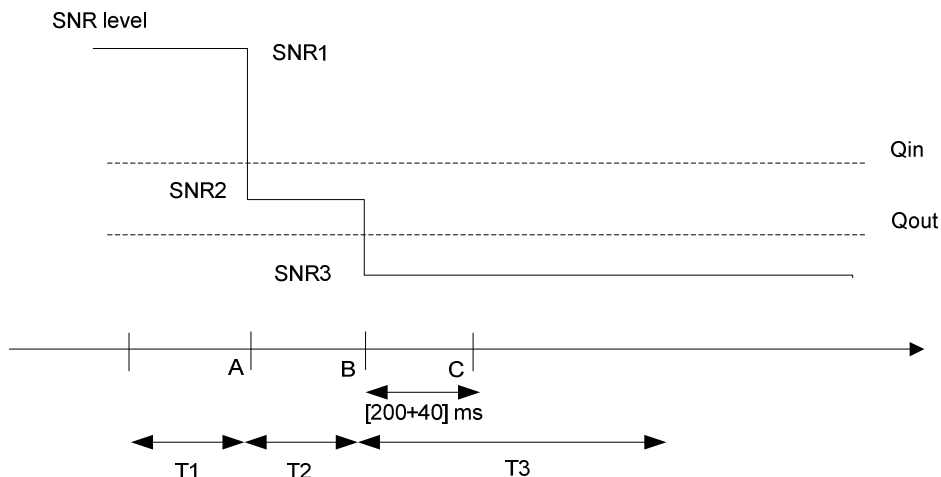 SNR level
SNR1
Qin
SNR2
Qout
SNR3
A
B
C
[200+40] ms
T1
T2
T3